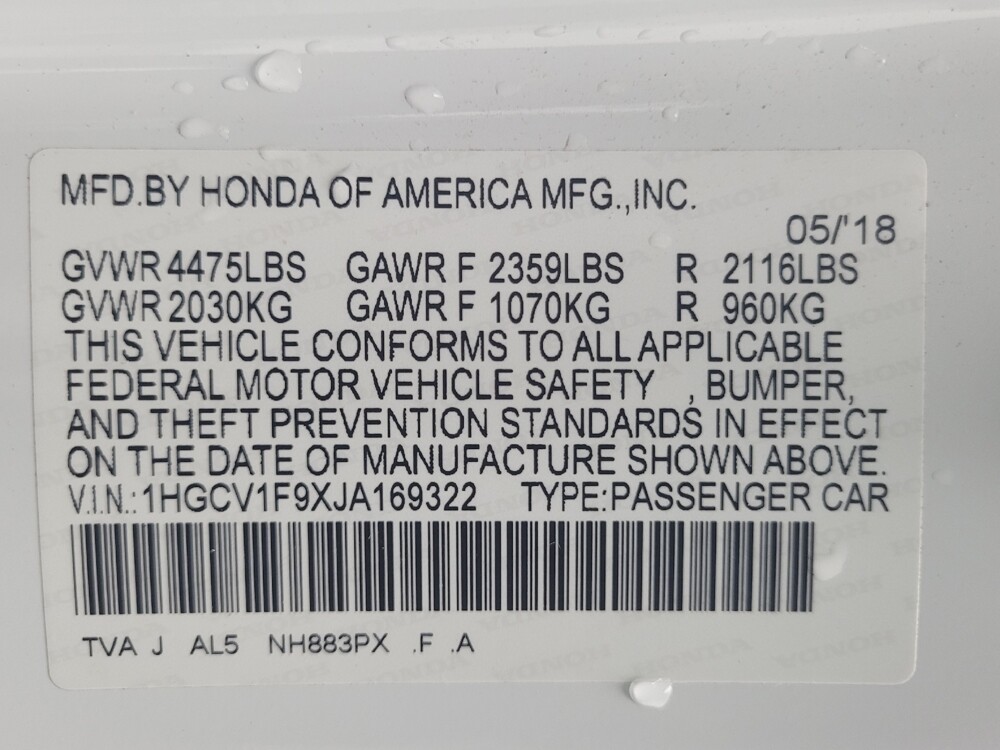 MFD.BY HONDA OF AMERICA MFG.,INC.
05/'18
GVWR 4475LBS GAWR F 2359LBS R 2116LBS
GVWR 2030KG GAWR F 1070KG R 960KG
THIS VEHICLE CONFORMS TO ALL APPLICABLE
FEDERAL MOTOR VEHICLE SAFETY , BUMPER,
AND THEFT PREVENTION STANDARDS IN EFFECT
ON THE DATE OF MANUFACTURE SHOWN ABOVE.
V.I.N.: 1HGCV1F9XJA169322 TYPE:PASSENGER CAR
TVA J AL5 NH883PX .F .A